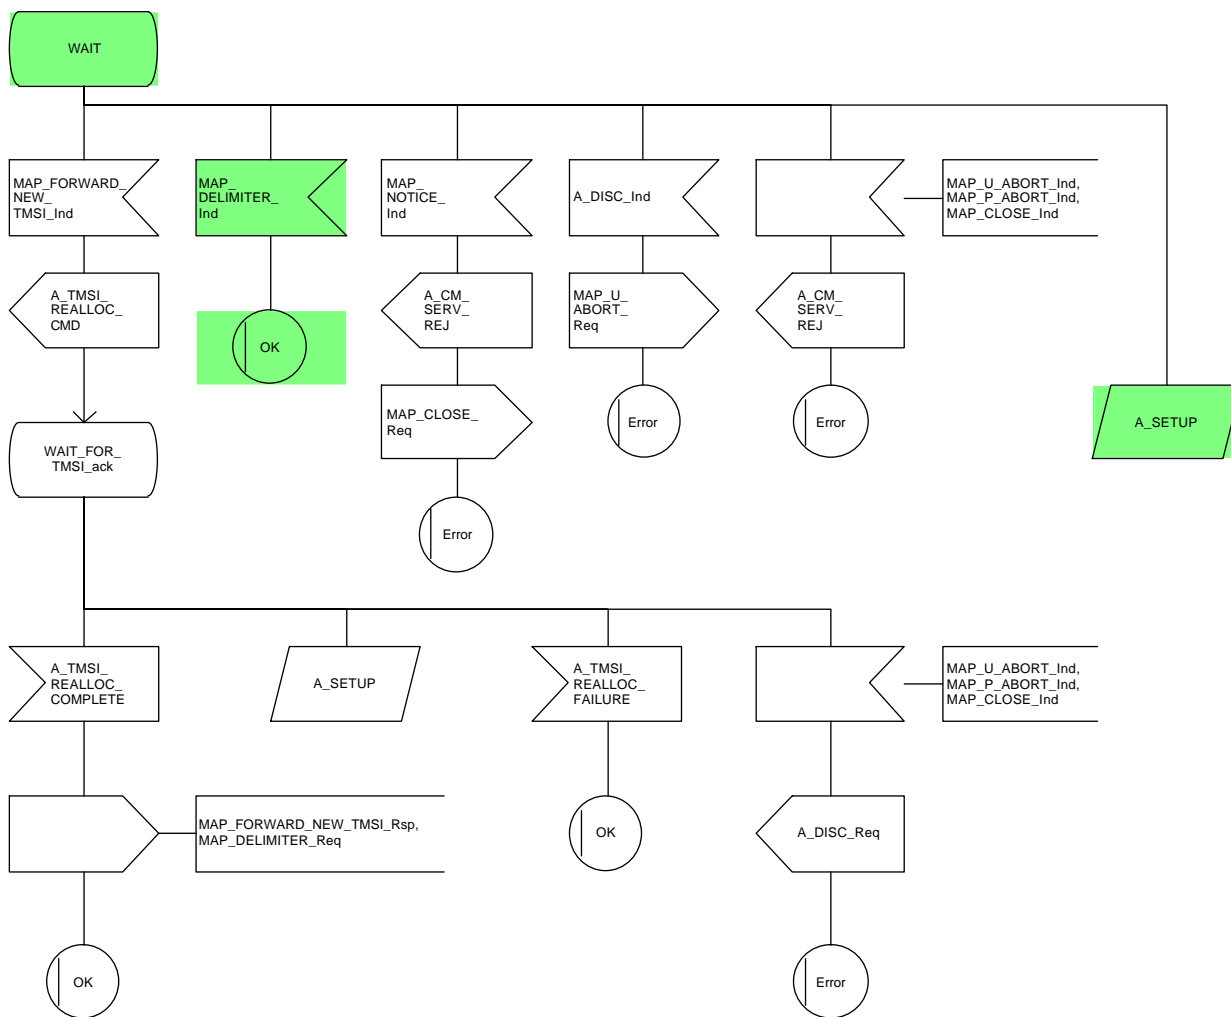 WAIT
MAP_FORWARD_
NEW_
TMSI_Ind
MAP_
DELIMITER_
Ind
MAP_
NOTICE_
Ind
A_DISC_Ind
MAP_U_ABORT_Ind,
MAP_P_ABORT_Ind,
MAP_CLOSE_Ind
A_TMSI_
REALLOC_
CMD
OK
A_CM_
SERV_
REJ
MAP_U_
ABORT_
Req
A_CM_
SERV_
REJ
MAP_CLOSE_
Req
Error
Error
A_SETUP
WAIT_FOR_
TMSI_ack
Error
A_TMSI_
REALLOC_
COMPLETE
A_SETUP
A_TMSI_
REALLOC_
FAILURE
MAP_U_ABORT_Ind,
MAP_P_ABORT_Ind,
MAP_CLOSE_Ind
MAP_FORWARD_NEW_TMSI_Rsp,
MAP_DELIMITER_Req
OK
A_DISC_Req
OK
Error